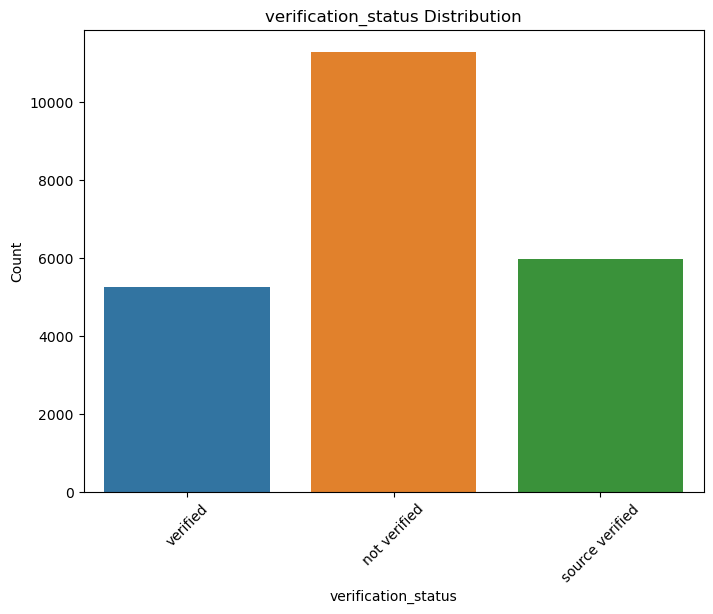 verification_status Distribution
10000
8000
6000
4000
2000
0
Count
verified
not verified
source verified
verification_status